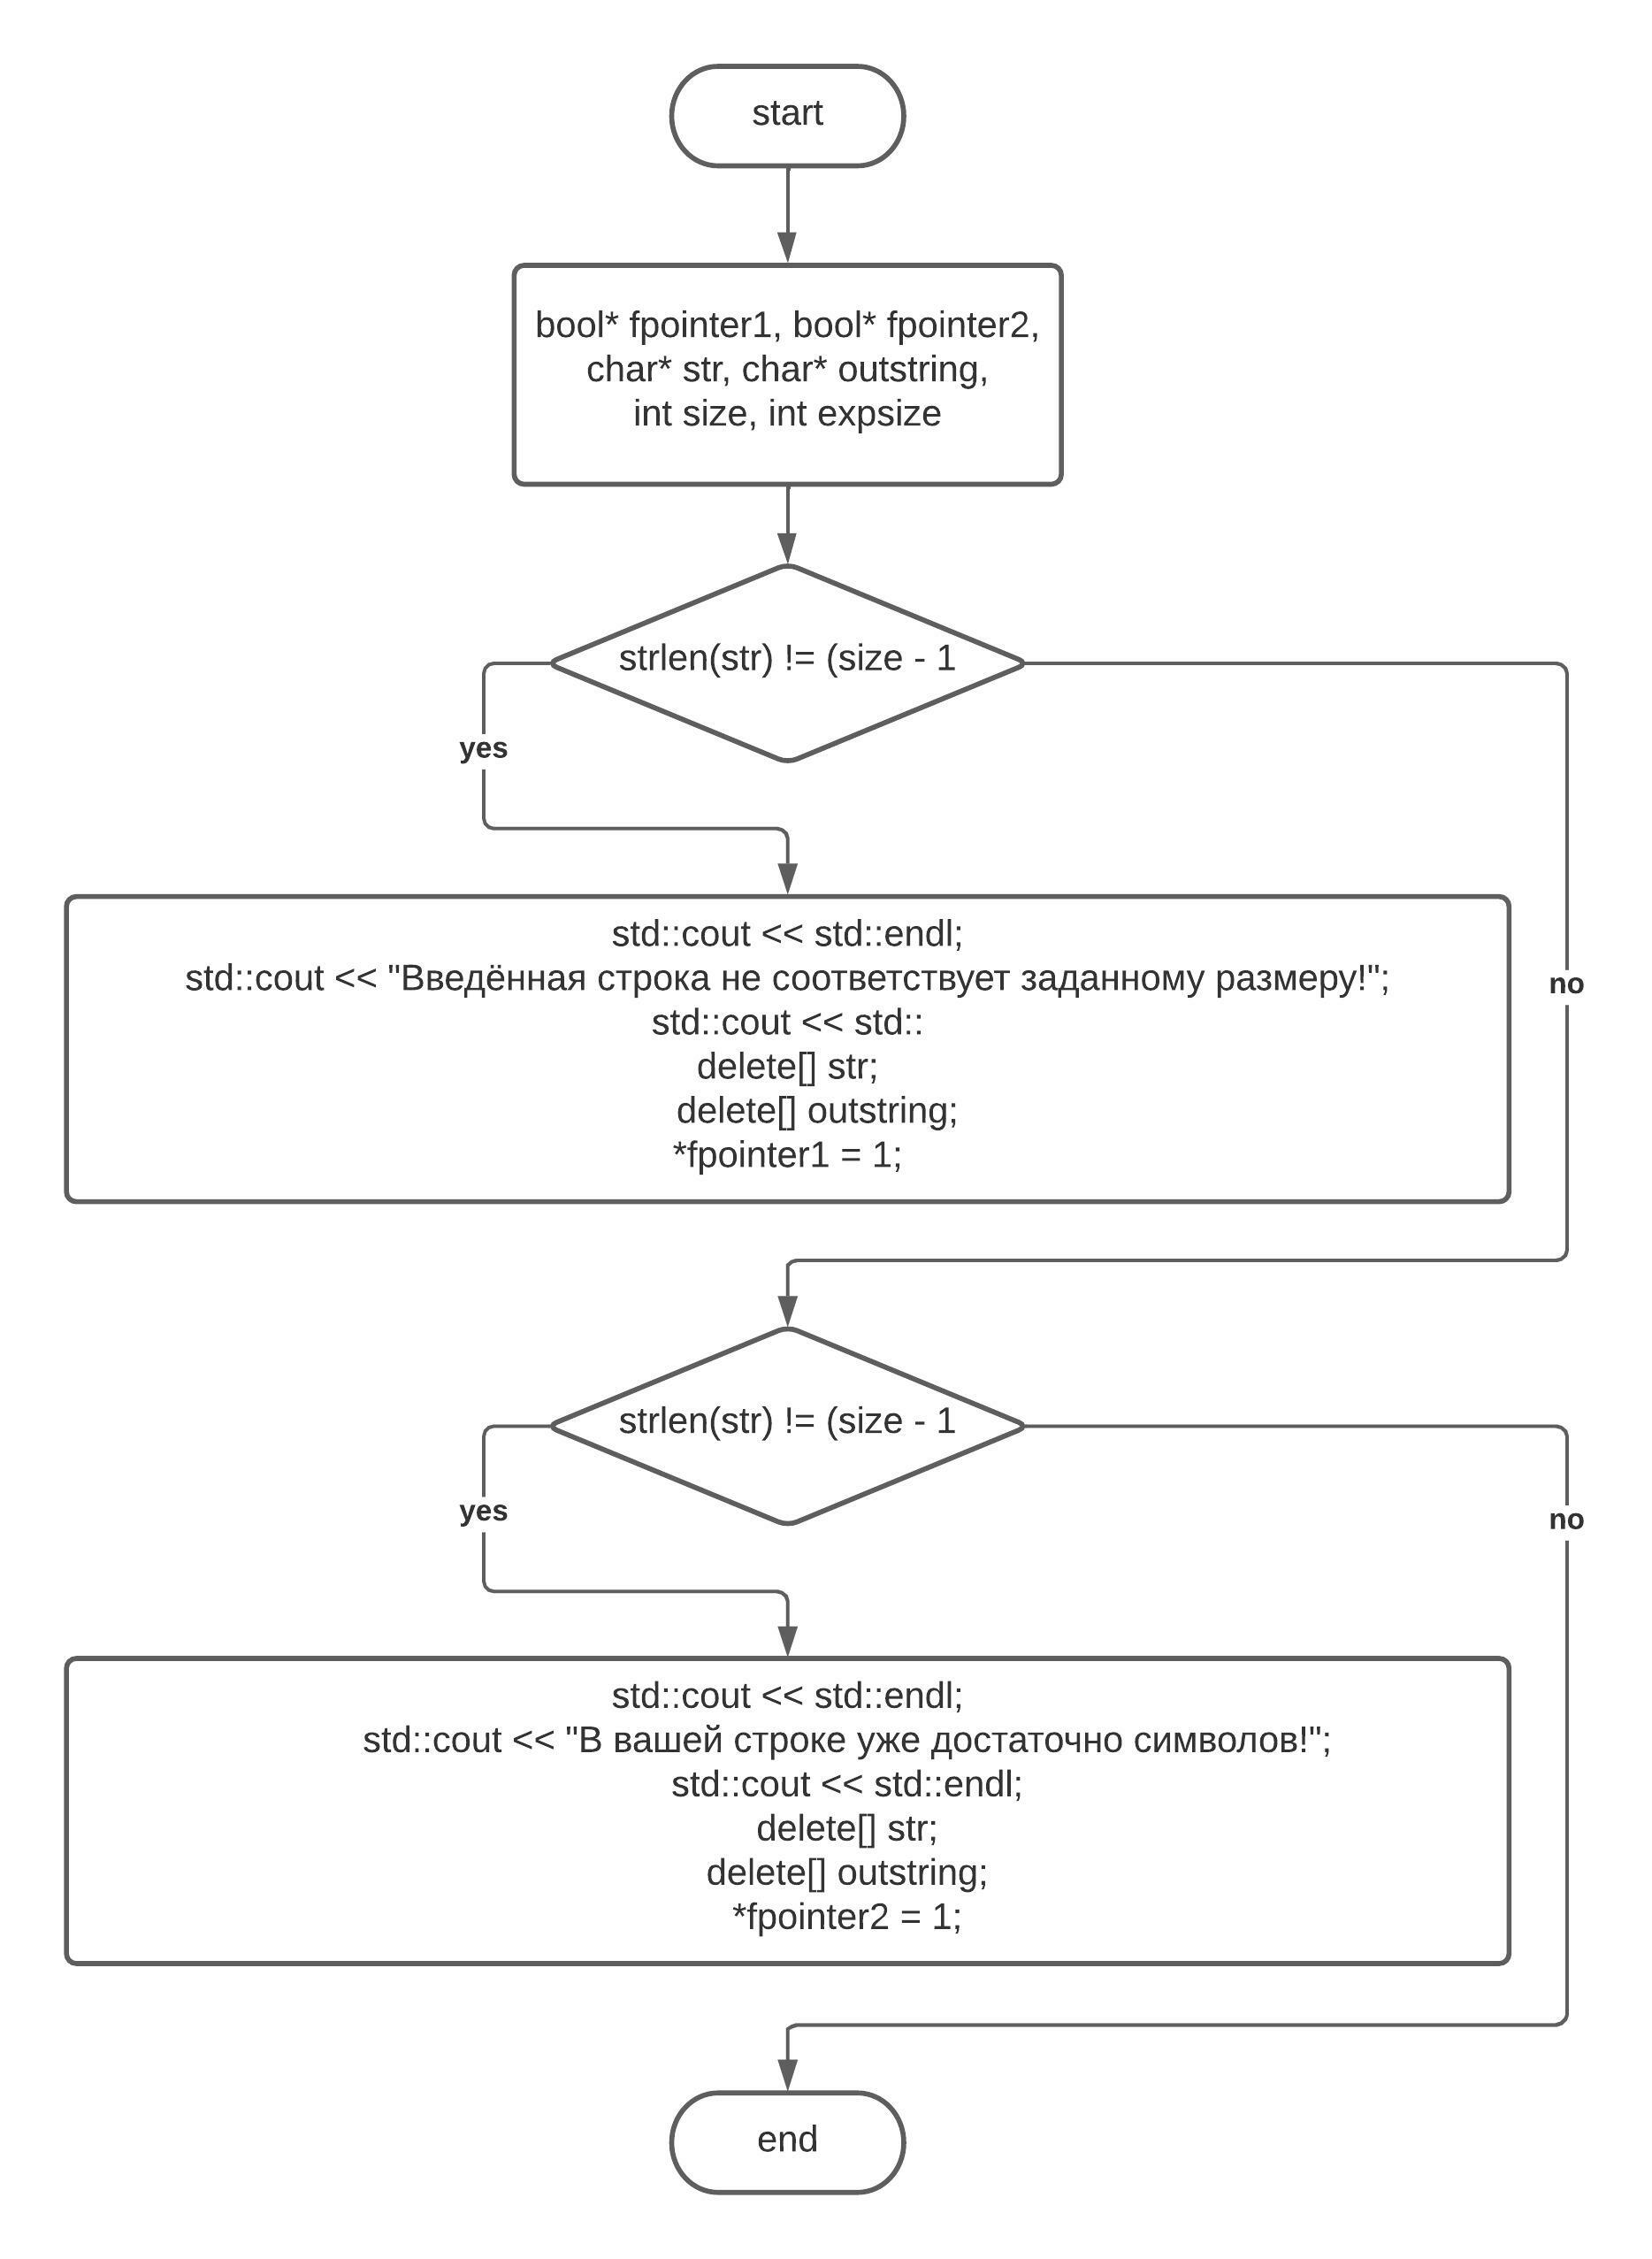 start
bool* fpointer1, bool* fpointer2,
char* str, char* outstring,
int size, int expsize
strlen(str) != (size - 1
yes
std::cout << std::endl;
std::cout << "Введённая строка не соответствует заданному размеру!";
no
std::cout << std::
delete[] str;
delete[] outstring;
*fpointer1 = 1;
strlen(str) != (size - 1
yes
no
std::cout << std::endl;
std::cout << "В вашей строке уже достаточно символов!";
std::cout << std::endl;
delete[] str;
delete[] outstring;
*fpointer2 = 1;
end